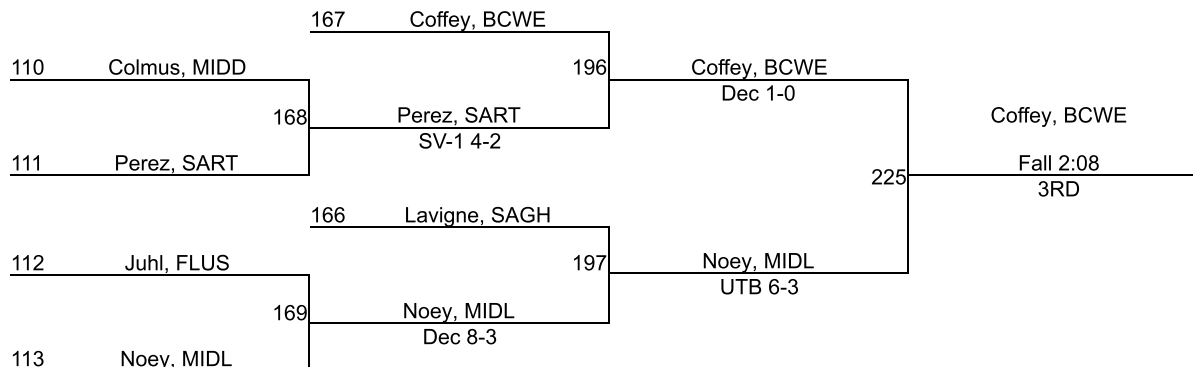 167 Coffey, BCWE
110 Colmus, MIDD
196 Coffey, BCWE
Dec 1-0
168 Perez, SART
SV-1 4-2
Coffey, BCWE
111 Perez, SART
Fall 2:08
225
3RD
166 Lavigne, SAGH
112 Juhl, FLUS
197 Noey, MIDL
UTB 6-3
169 Noey, MIDL
Dec 8-3
113 Noey, MIDL